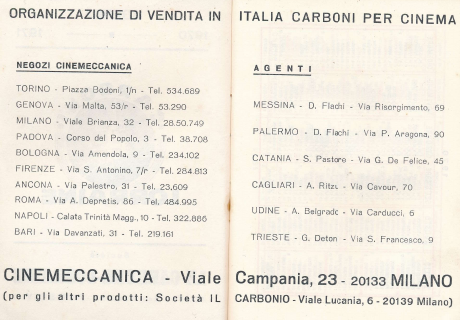 ORGANIZZAZIONE DI VENDITA IN ITALIA CARBONI PER CINEMA
NEGOZI CINEMECCANICA
TORINO - Piazza Bodoni, 1/n - Tel. 534.689
GENOVA - Via Malta, 53/r - Tel. 53.290
MILANO - Viale Brianza, 32 - Tel. 28.50.749
PADOVA - Corso del Popolo, 3 - Tel. 38.708
BOLOGNA - Via Amendola, 9 - Tel. 234.102
FIRENZE - Via S. Antonino, 7/r - Tel. 284.813
ANCONA - Via Palestro, 31 - Tel. 23.609
ROMA - Via A. Depretis, 86 - Tel. 484.995
NAPOLI - Calata Trinità Magg., 10 - Tel. 322.886
BARI - Via Davanzati, 31 - Tel. 219.161
AGENTI
MESSINA - D. Flachi - Via Risorgimento, 69
PALERMO - D. Flachi - Via P. Aragona, 90
CATANIA - S. Pastore - Via G. De Felice, 45
CAGLIARI - A. Ritzu - Via Cavour, 70
UDINE - A. Belgrado - Via Carducci, 6
TRIESTE - G. Deton - Via S. Francesco, 9
CINEMECCANICA - Viale Campania, 23 - 20133 MILANO
(per gli altri prodotti: Società IL CARBONIO - Viale Lucania, 6 - 20139 Milano)